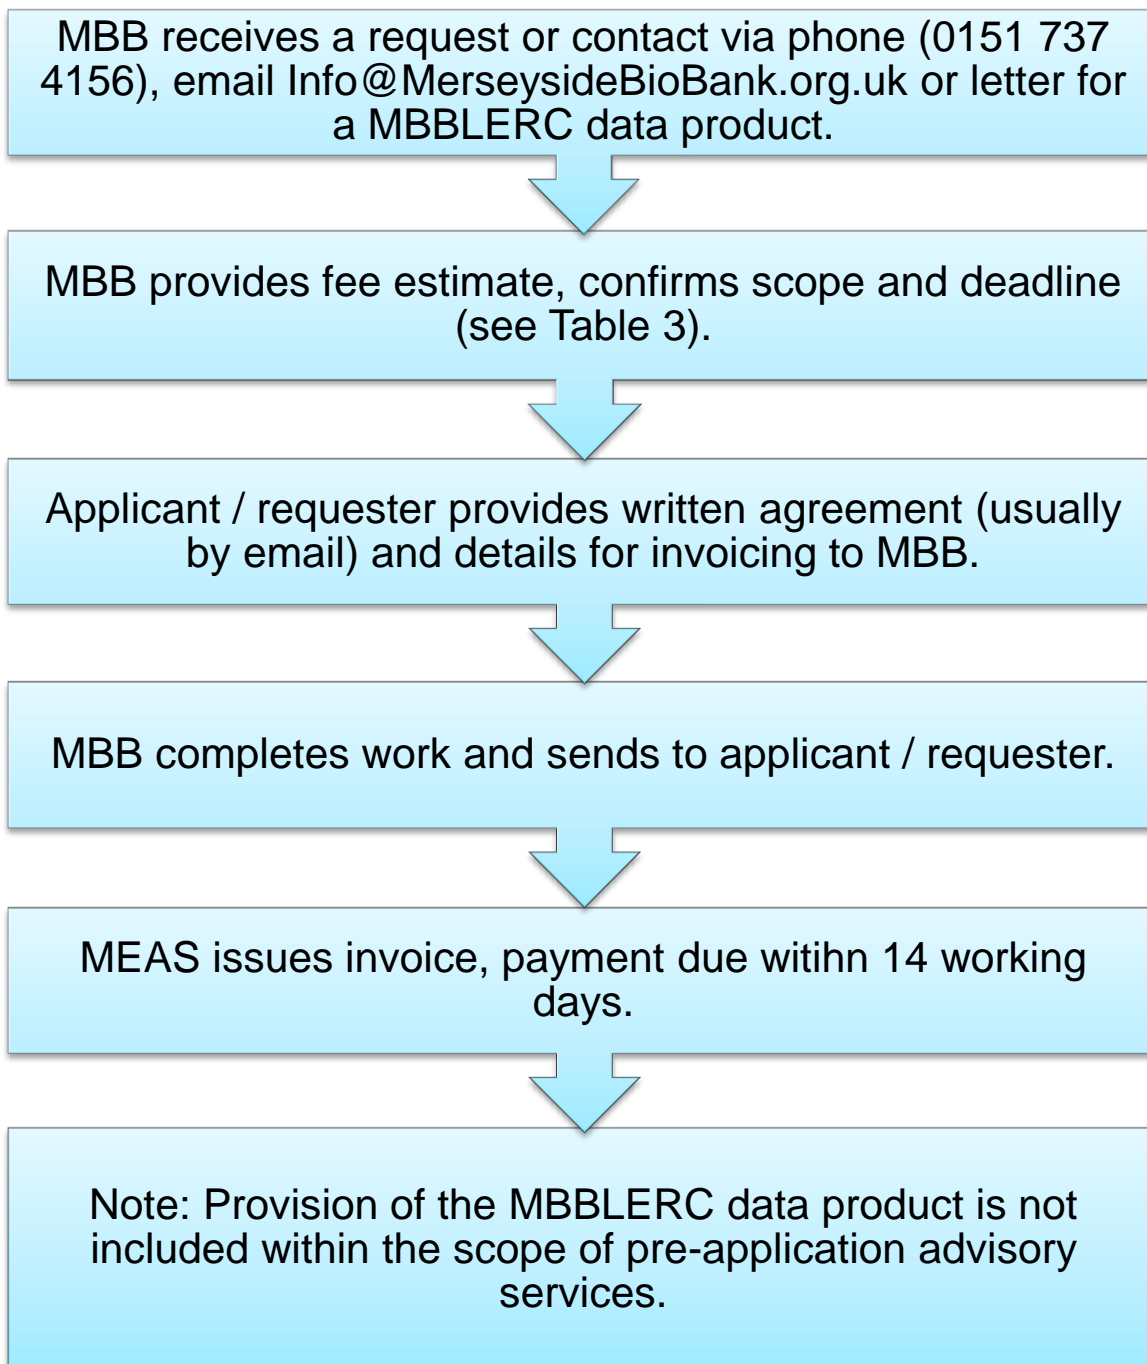 MBB receives a request or contact via phone (0151 737
4156), email Info@MerseysideBioBank.org.uk or letter for
a MBBLERC data product.
MBB provides fee estimate, confirms scope and deadline
(see Table 3).
Applicant / requester provides written agreement (usually
by email) and details for invoicing to MBB.
MBB completes work and sends to applicant / requester.
MEAS issues invoice, payment due witihn 14 working
days.
Note: Provision of the MBBLERC data product is not
included within the scope of pre-application advisory
services.